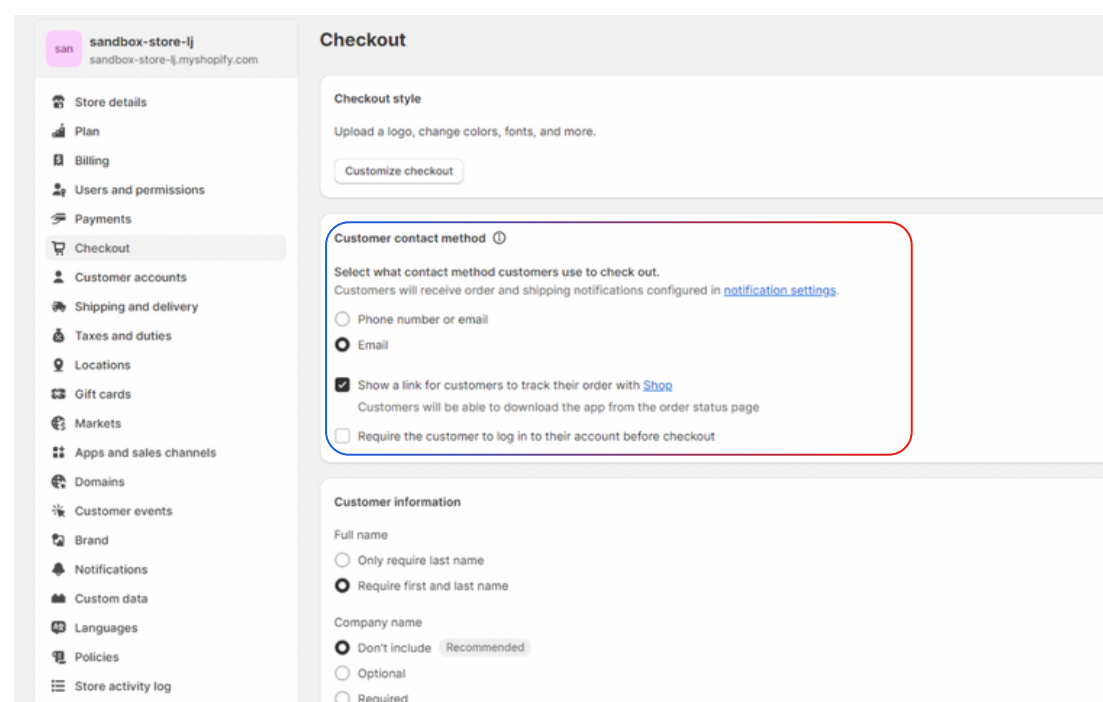 san
sandbox-store-lj
sandbox-store-lj.myshopify.com
Store details
Plan
Billing
Users and permissions
Payments
Checkout
Customer accounts
Shipping and delivery
Taxes and duties
Locations
Gift cards
Markets
Apps and sales channels
Domains
Customer events
Brand
Notifications
Custom data
Languages
Policies
Store activity log
Checkout
Checkout style
Upload a logo, change colors, fonts, and more.
Customize checkout
Customer contact method
Select what contact method customers use to check out.
Customers will receive order and shipping notifications configured in notification settings.
Phone number or email
Email
Show a link for customers to track their order with Shop
Customers will be able to download the app from the order status page
Require the customer to log in to their account before checkout
Customer information
Full name
Only require last name
Require first and last name
Company name
Don't include Recommended
Optional
Required